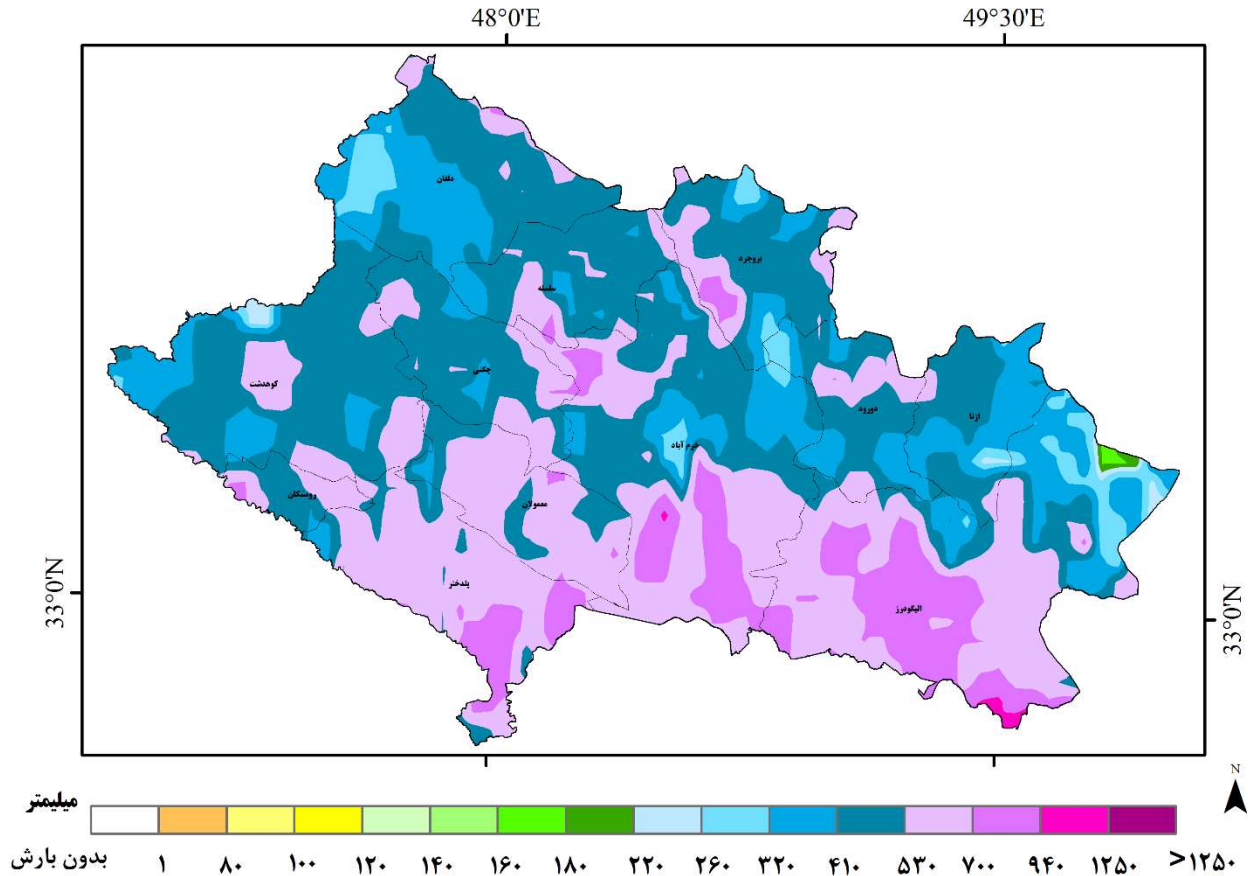 48°0'E
49°30'E
دلفان
بروجرد
سلسله
چگنی
کوهدشت
دورود
ازنا
خرم آباد
رومشکان
معمولان
پلدختر
الیگودرز
33°0'N
33°0'N
N
میلیمتر
بدون بارش ۱ ۸۰ ۱۰۰ ۱۲۰ ۱۴۰ ۱۶۰ ۱۸۰ ۲۲۰ ۲۶۰ ۳۲۰ ۴۱۰ ۵۳۰ ۷۰۰ ۹۴۰ ۱۲۵۰ >۱۲۵۰